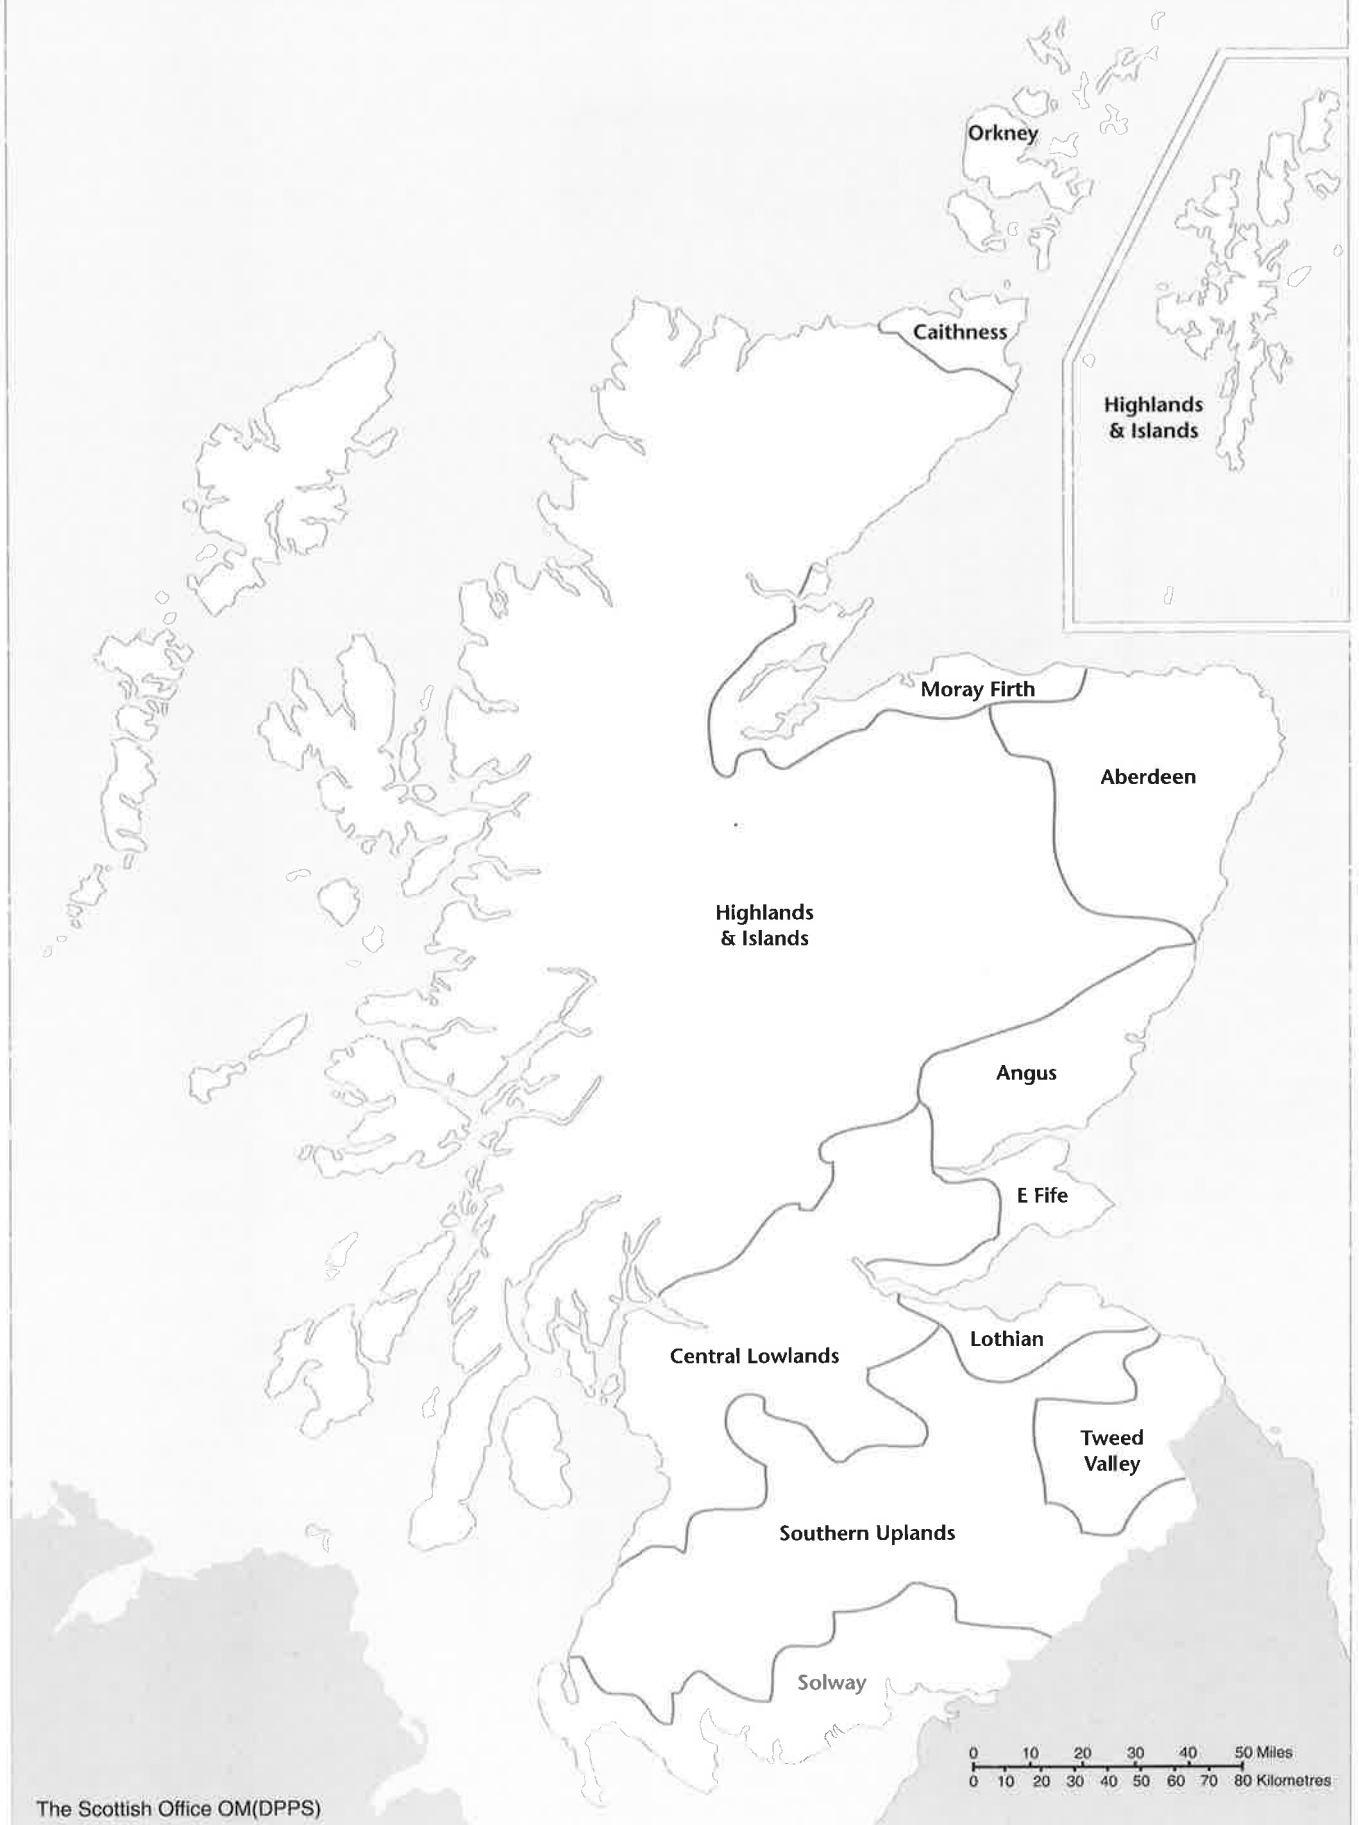 Orkney
Caithness
Highlands
& Islands
Moray Firth
Aberdeen
Highlands
& Islands
Angus
E Fife
Lothian
Central Lowlands
Tweed
Valley
Southern Uplands
Solway
0 10 20 30 40 50 Miles
0 10 20 30 40 50 60 70 80 Kilometres
The Scottish Office OM(DPPS)